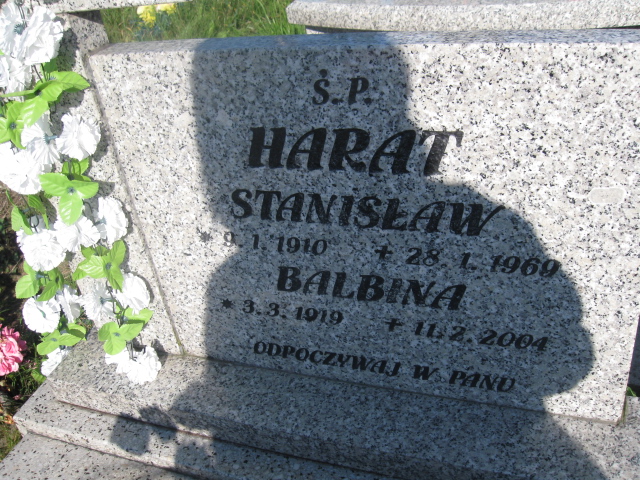 Ś.P.
HARAT
STANISŁAW
* 9.1.1910 + 28.1.1969
BALBINA
* 3.3.1919 + 11.2.2004
ODPOCZYWAJ W PANU